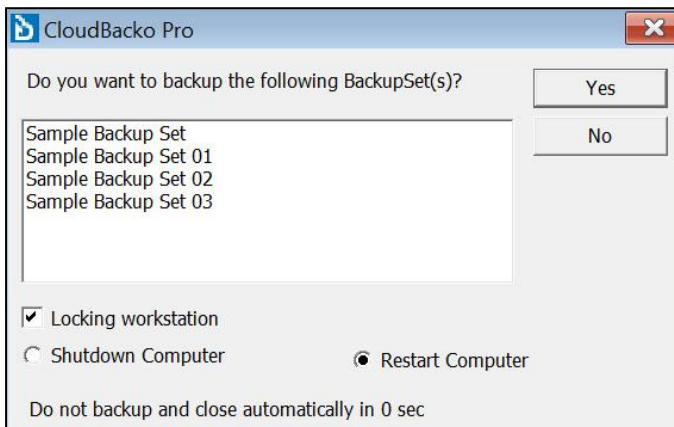 CloudBacko Pro
Do you want to backup the following BackupSet(s)?
Yes
No
Sample Backup Set
Sample Backup Set 01
Sample Backup Set 02
Sample Backup Set 03
Locking workstation
Shutdown Computer
Restart Computer
Do not backup and close automatically in 0 sec